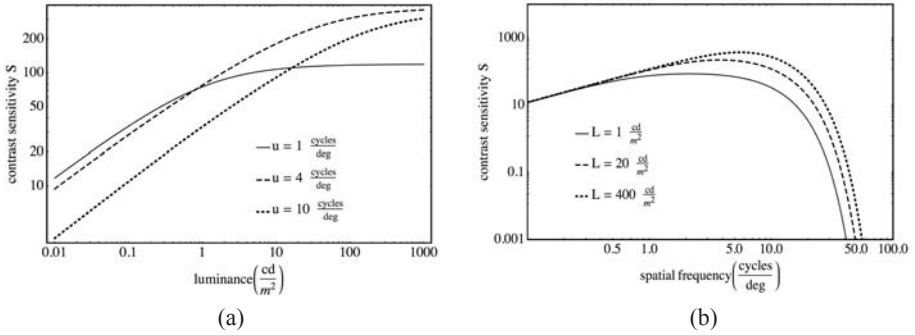 contrast sensitivity S
200
100
50
20
10
0.01 0.1 1 10 100 1000
luminance(cd/m²)
u = 1 cycles/deg
u = 4 cycles/deg
u = 10 cycles/deg
(a)
contrast sensitivity S
1000
10
0.1
0.001
0.5 1.0 5.0 10.0 50.0 100.0
spatial frequency(cycles/deg)
L = 1 cd/m²
L = 20 cd/m²
L = 400 cd/m²
(b)